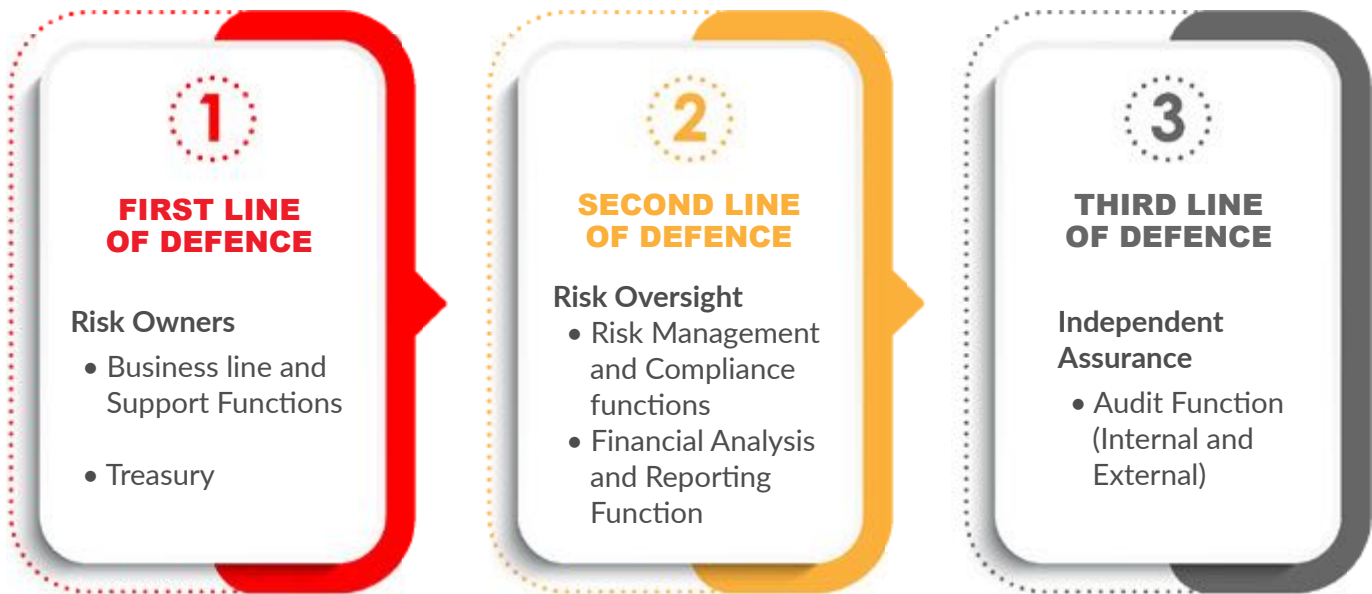 1
FIRST LINE
OF DEFENCE
Risk Owners
• Business line and
Support Functions
• Treasury
2
SECOND LINE
OF DEFENCE
Risk Oversight
• Risk Management
and Compliance
functions
• Financial Analysis
and Reporting
Function
3
THIRD LINE
OF DEFENCE
Independent
Assurance
• Audit Function
(Internal and
External)